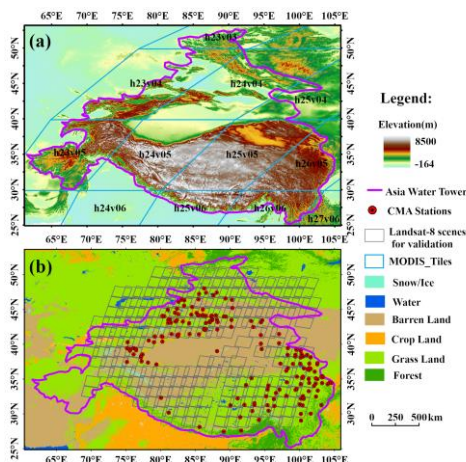 65°E 70°E 75°E 80°E 85°E 90°E 95°E 100°E 105°E
(a)
h23v03
h23v04
h24v04
h25v04
h24v05
h25v05
h26v05
h24v06
h25v06
h26v06
h27v06
50°N
45°N
40°N
35°N
30°N
25°N
(b)
50°N
45°N
40°N
35°N
30°N
25°N
65°E 70°E 75°E 80°E 85°E 90°E 95°E 100°E 105°E
Legend:
Elevation(m)
8500
-164
Asia Water Tower
CMA Stations
Landsat-8 scenes
for validation
MODIS_Tiles
Snow/Ice
Water
Barren Land
Crop Land
Grass Land
Forest
0 250 500 km